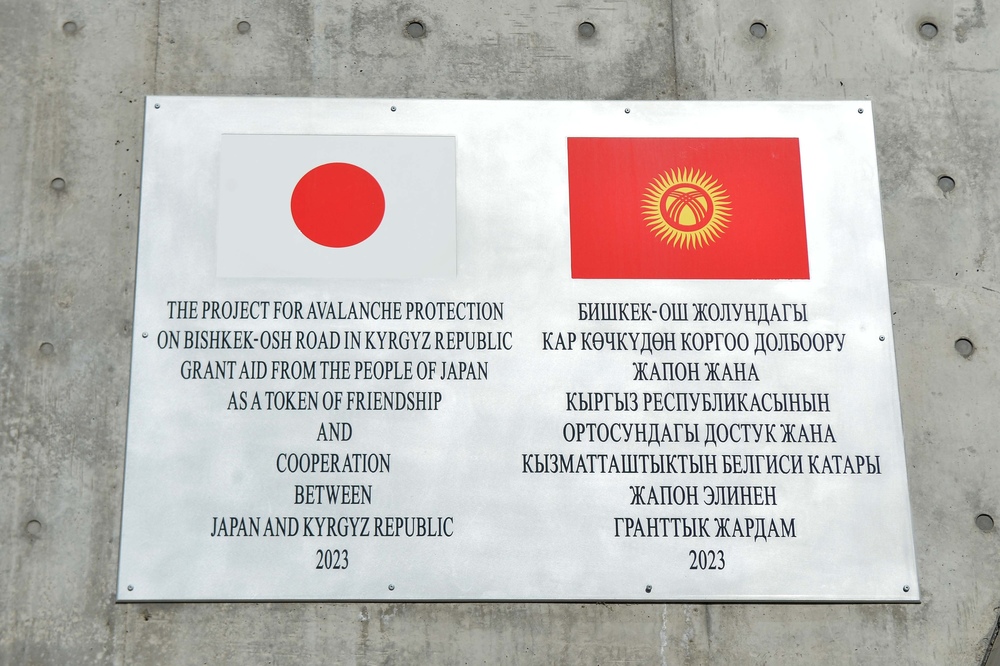 THE PROJECT FOR AVALANCHE PROTECTION
ON BISHKEK-OSH ROAD IN KYRGYZ REPUBLIC
GRANT AID FROM THE PEOPLE OF JAPAN
AS A TOKEN OF FRIENDSHIP
AND
COOPERATION
BETWEEN
JAPAN AND KYRGYZ REPUBLIC
2023
БИШКЕК-ОШ ЖОЛУНДАГЫ
КАР КӨЧКҮДӨН КОРГОО ДОЛБООРУ
ЖАПОН ЖАНА
КЫРГЫЗ РЕСПУБЛИКАСЫНЫН
ОРТОСУНДАГЫ ДОСТУК ЖАНА
КЫЗМАТТАШТЫКТЫН БЕЛГИСИ КАТАРЫ
ЖАПОН ЭЛИНЕН
ГРАНТТЫК ЖАРДАМ
2023